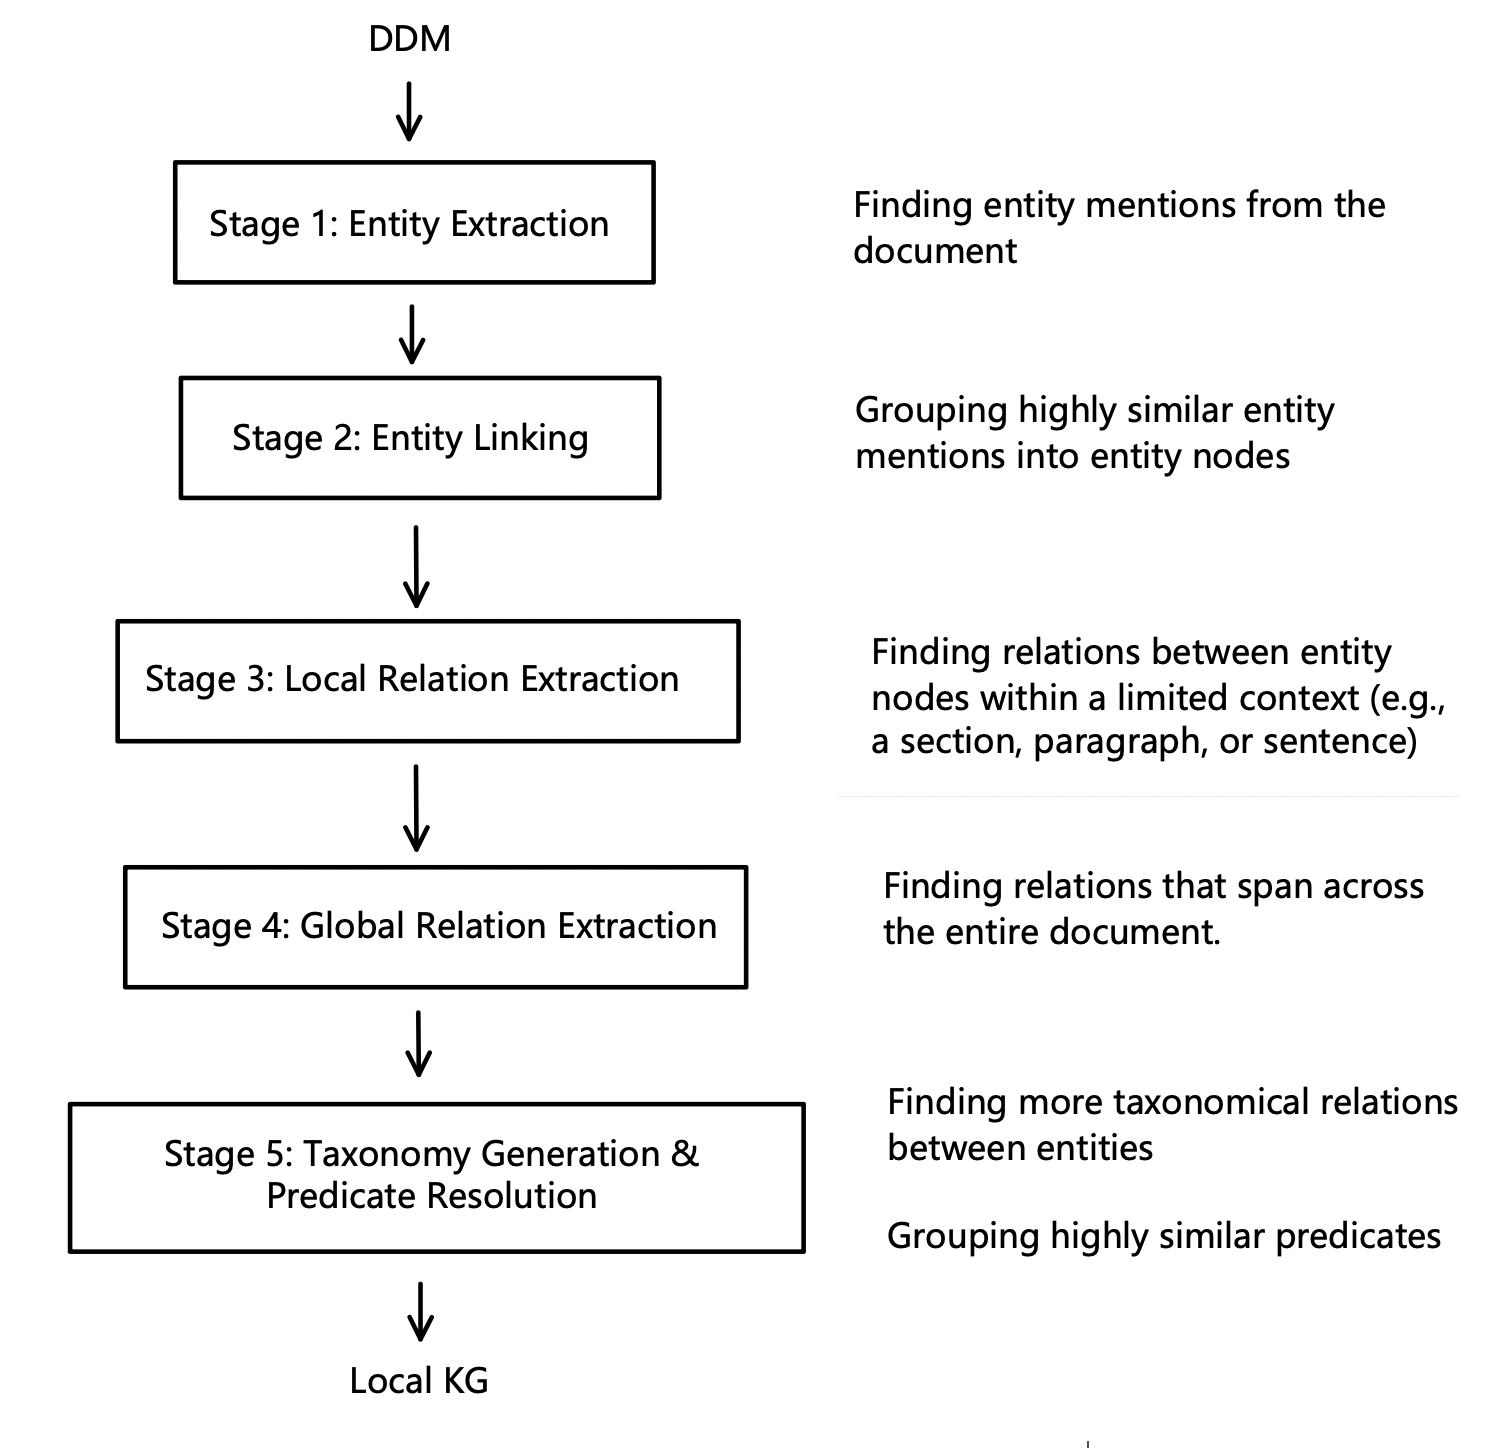 DDM
Stage 1: Entity Extraction
Finding entity mentions from the
document
Stage 2: Entity Linking
Grouping highly similar entity
mentions into entity nodes
Stage 3: Local Relation Extraction
Finding relations between entity
nodes within a limited context (e.g.,
a section, paragraph, or sentence)
Stage 4: Global Relation Extraction
Finding relations that span across
the entire document.
Stage 5: Taxonomy Generation &
Predicate Resolution
Finding more taxonomical relations
between entities
Grouping highly similar predicates
Local KG